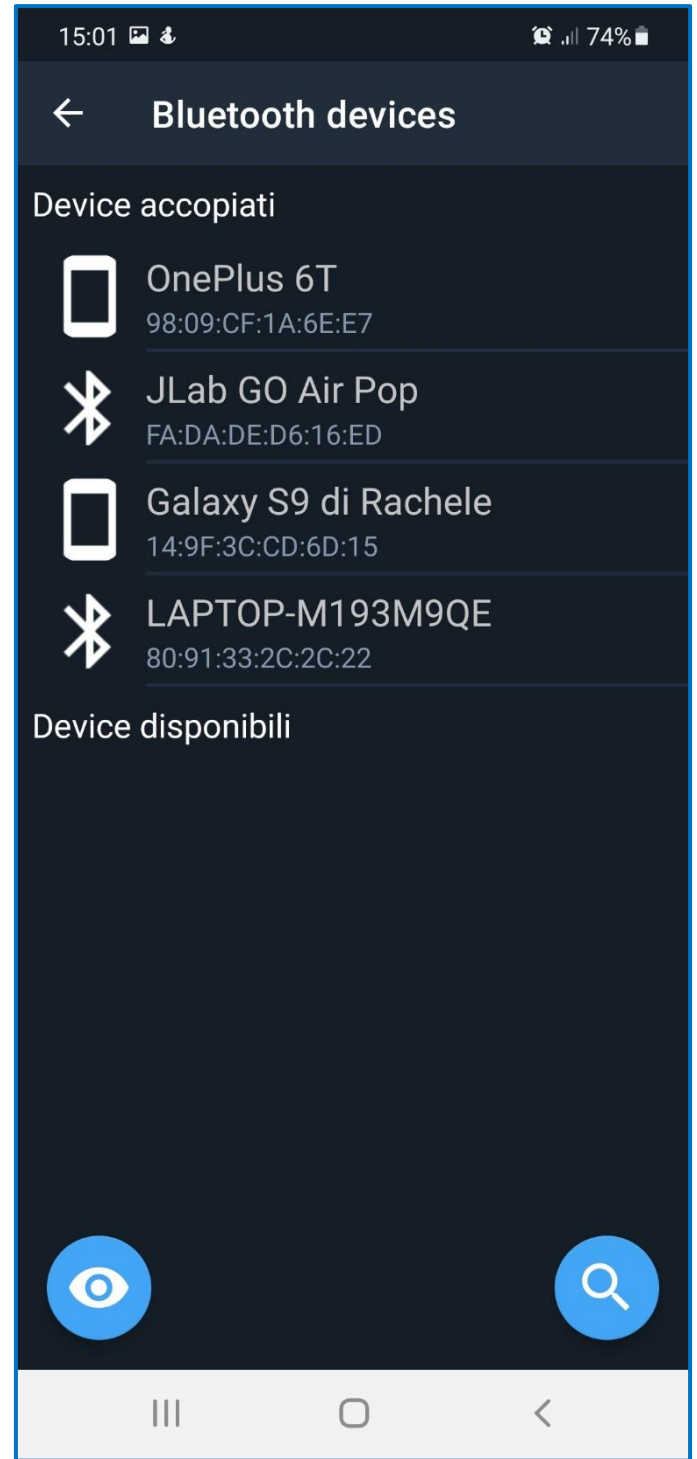 15:01 74%
Bluetooth devices
Device accopiati
OnePlus 6T
98:09:CF:1A:6E:E7
JLab GO Air Pop
FA:DA:DE:D6:16:ED
Galaxy S9 di Rachele
14:9F:3C:CD:6D:15
LAPTOP-M193M9QE
80:91:33:2C:2C:22
Device disponibili